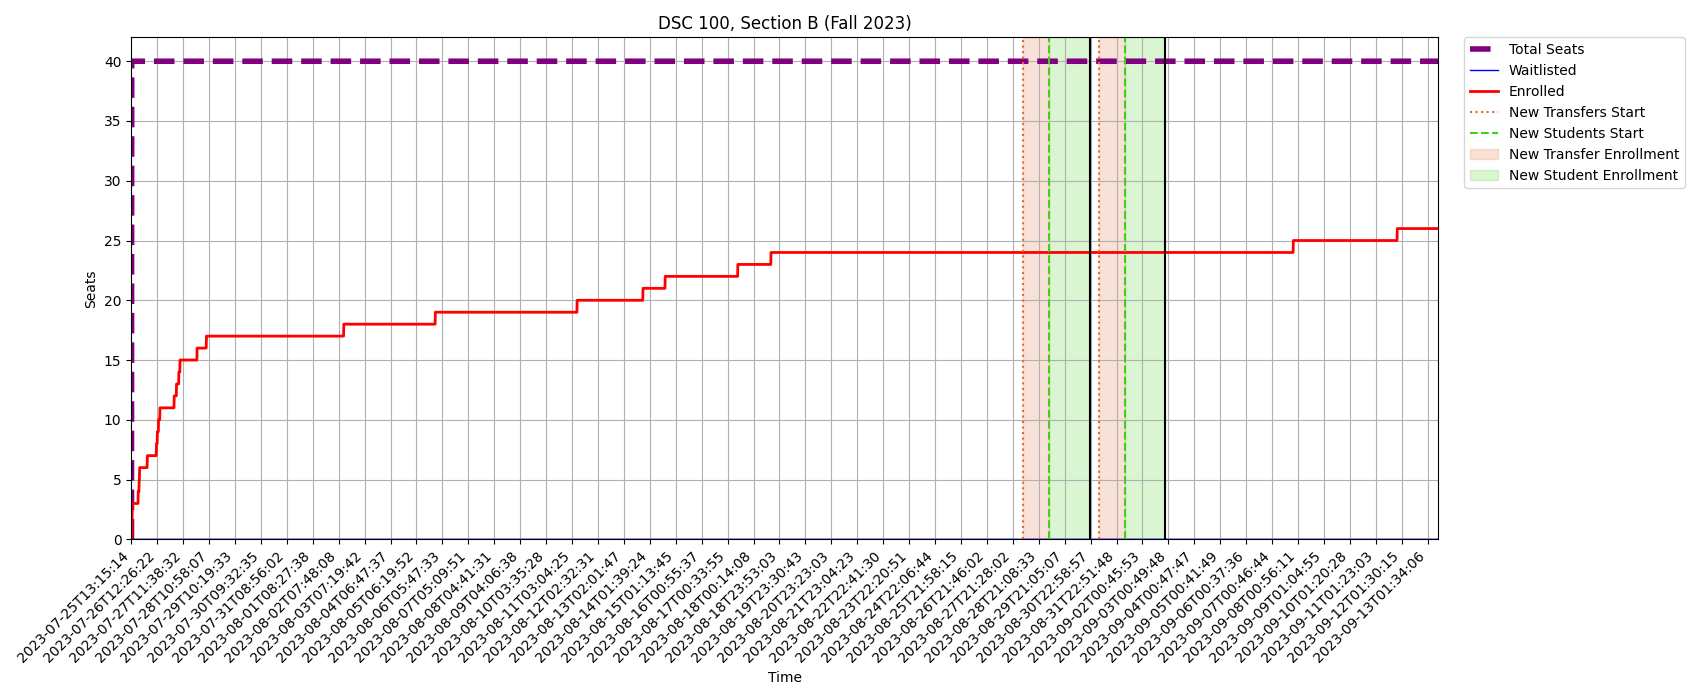 DSC 100, Section B (Fall 2023)
40
35
30
25
20
15
10
5
0
Seats
2023-07-25T13:15:14
2023-07-26T12:26:22
2023-07-27T11:38:32
2023-07-28T10:58:07
2023-07-29T10:19:33
2023-07-30T09:32:35
2023-07-31T08:56:02
2023-08-01T08:27:38
2023-08-02T07:48:08
2023-08-03T07:19:42
2023-08-04T06:47:37
2023-08-05T06:19:52
2023-08-06T05:47:33
2023-08-07T05:09:51
2023-08-08T04:41:31
2023-08-09T04:06:38
2023-08-10T03:35:28
2023-08-11T03:04:25
2023-08-12T02:32:31
2023-08-13T02:01:47
2023-08-14T01:39:24
2023-08-15T01:13:45
2023-08-16T00:55:37
2023-08-17T00:33:55
2023-08-18T00:14:08
2023-08-18T23:53:03
2023-08-19T23:30:43
2023-08-20T23:23:03
2023-08-21T23:04:23
2023-08-22T22:41:30
2023-08-23T22:20:51
2023-08-24T22:06:44
2023-08-25T21:58:15
2023-08-26T21:46:02
2023-08-27T21:28:02
2023-08-28T21:08:33
2023-08-29T21:05:07
2023-08-30T22:58:57
2023-08-31T22:51:48
2023-09-02T00:45:53
2023-09-03T00:49:48
2023-09-04T00:47:47
2023-09-05T00:41:49
2023-09-06T00:37:36
2023-09-07T00:46:44
2023-09-08T00:56:11
2023-09-09T01:04:55
2023-09-10T01:20:28
2023-09-11T01:23:03
2023-09-12T01:30:15
2023-09-13T01:34:06
Time
Total Seats
Waitlisted
Enrolled
New Transfers Start
New Students Start
New Transfer Enrollment
New Student Enrollment